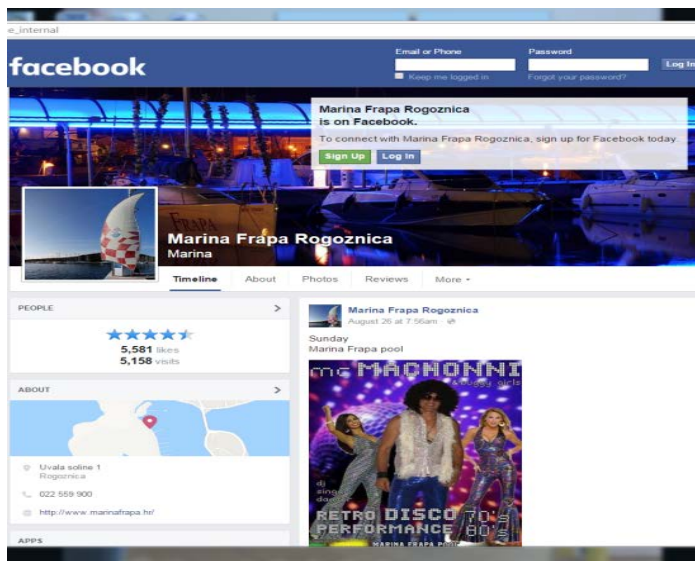 e_internal
facebook
Email or Phone
Password
Log In
Keep me logged in
Forgot your password?
Marina Frapa Rogoznica
is on Facebook.
To connect with Marina Frapa Rogoznica, sign up for Facebook today.
Sign Up
Log In
FRAPA
Marina Frapa Rogoznica
Marina
Timeline
About
Photos
Reviews
More
PEOPLE
5,581 likes
5,158 visits
ABOUT
Uvala soline 1
Rogoznica
022 559 900
http://www.marinafrapa.hr/
APPS
Marina Frapa Rogoznica
August 26 at 7:56am
Sunday
Marina Frapa pool
mc MACHONNI
& buggy girls
dj
RETRO DISCO 70's
PERFORMANCE 80's